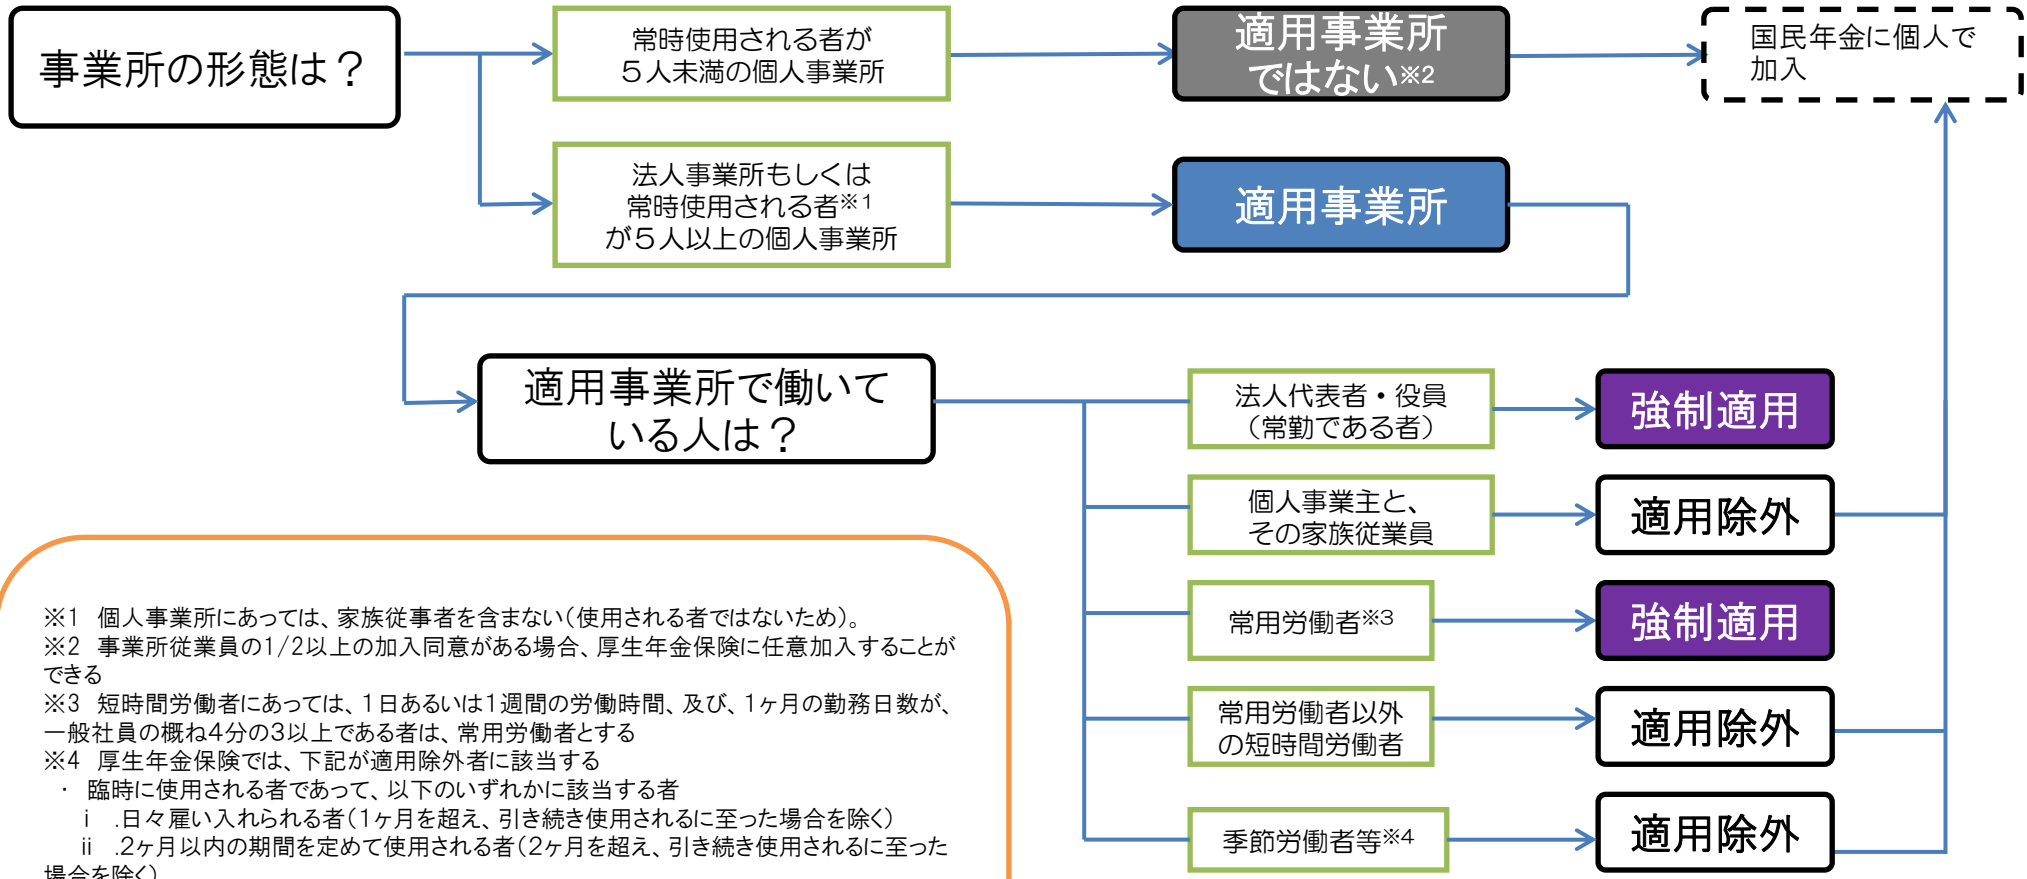 事業所の形態は？
常時使用される者が
５人未満の個人事業所
適用事業所
ではない※2
国民年金に個人で
加入
法人事業所もしくは
常時使用される者※1
が５人以上の個人事業所
適用事業所
適用事業所で働いて
いる人は？
法人代表者・役員
（常勤である者）
強制適用
個人事業主と、
その家族従業員
適用除外
常用労働者※3
強制適用
常用労働者以外
の短時間労働者
適用除外
季節労働者等※4
適用除外
※1　個人事業所にあっては、家族従事者を含まない（使用される者ではないため）。
※2　事業所従業員の1/2以上の加入同意がある場合、厚生年金保険に任意加入することが
できる
※3　短時間労働者にあっては、１日あるいは１週間の労働時間、及び、１ヶ月の勤務日数が、
一般社員の概ね４分の３以上である者は、常用労働者とする
※4　厚生年金保険では、下記が適用除外者に該当する
・ 臨時に使用される者であって、以下のいずれかに該当する者
ⅰ .日々雇い入れられる者（１ヶ月を超え、引き続き使用されるに至った場合を除く）
ⅱ .２ヶ月以内の期間を定めて使用される者（２ヶ月を超え、引き続き使用されるに至った
場合を除く）